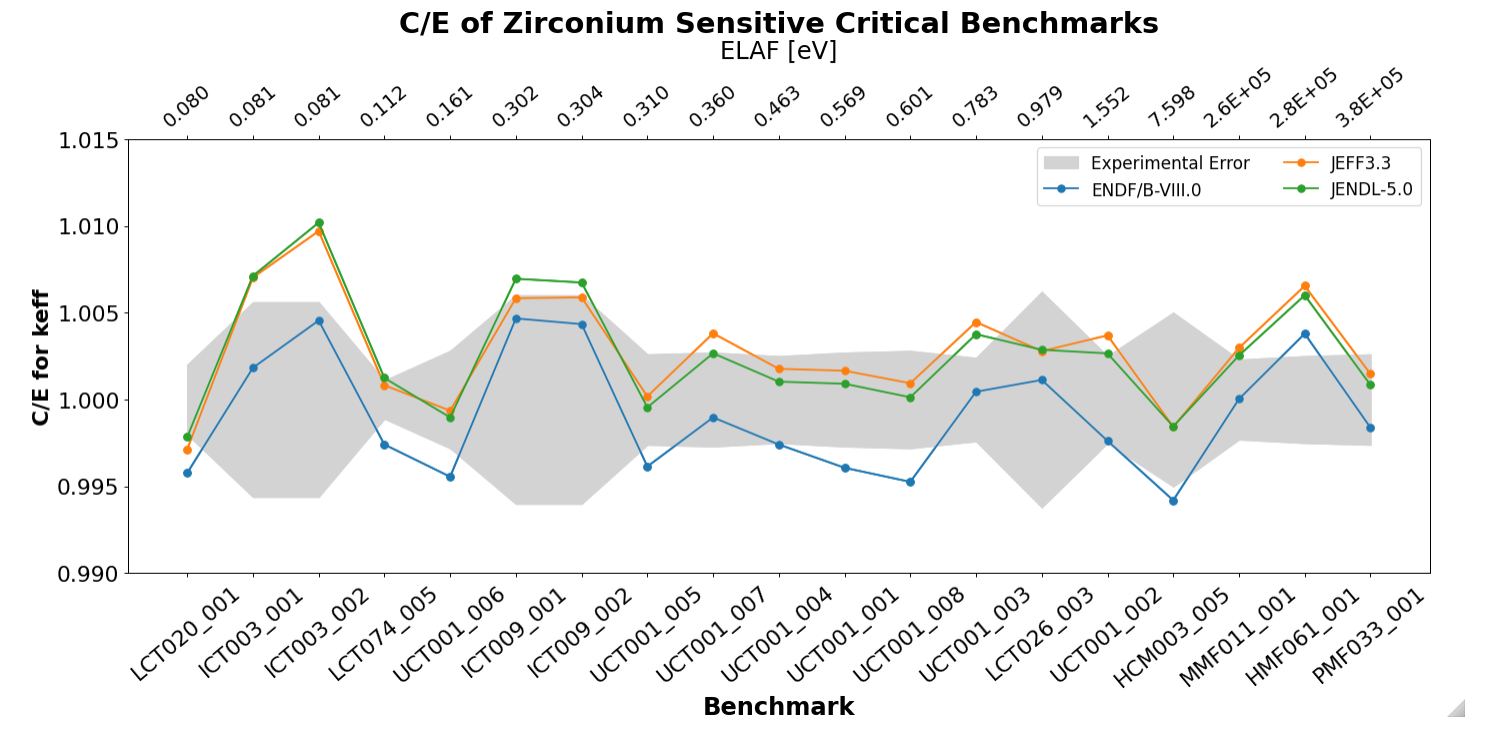 C/E of Zirconium Sensitive Critical Benchmarks
ELAF [eV]
0.080
0.081
0.081
0.112
0.161
0.302
0.304
0.310
0.360
0.463
0.569
0.601
0.783
0.979
1.552
7.598
2.6E+05
2.8E+05
3.8E+05
1.015
1.010
1.005
1.000
0.995
0.990
C/E for keff
Experimental Error
ENDF/B-VIII.0
JEFF3.3
JENDL-5.0
LCT020_001
ICT003_001
ICT003_002
LCT074_005
UCT001_006
ICT009_001
ICT009_002
UCT001_005
UCT001_007
UCT001_004
UCT001_001
UCT001_008
UCT001_003
LCT026_003
UCT001_002
HCM003_005
MMF011_001
HMF061_001
PMF033_001
Benchmark